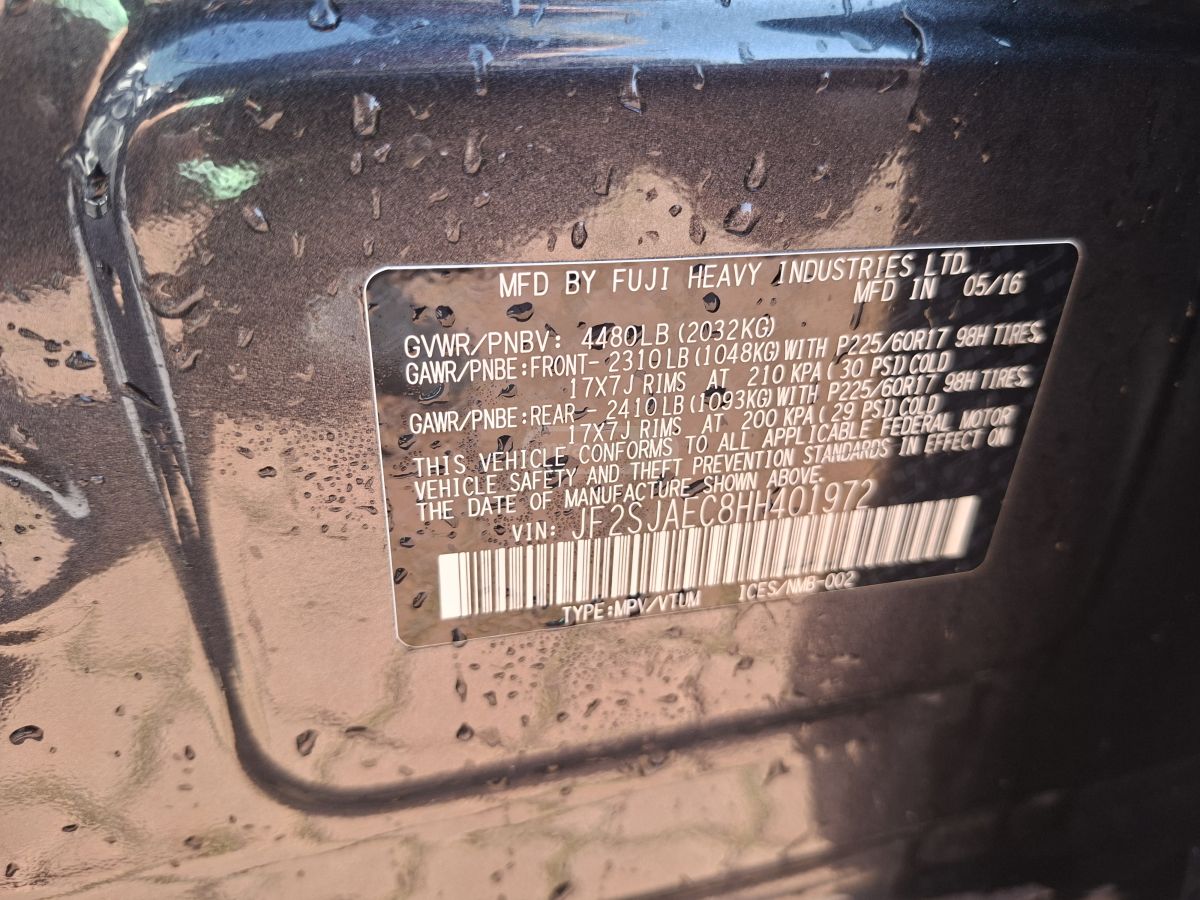 MFD BY FUJI HEAVY INDUSTRIES LTD.
MFD IN 05/16
GVWR/PNBV: 4480LB (2032KG)
GAWR/PNBE:FRONT-2310LB(1048KG)WITH P225/60R17 98H TIRES,
17X7J RIMS AT 210 KPA( 30 PSI)COLD
GAWR/PNBE:REAR -2410LB(1093KG)WITH P225/60R17 98H TIRES,
17X7J RIMS AT 200 KPA( 29 PSI)COLD
THIS VEHICLE CONFORMS TO ALL APPLICABLE FEDERAL MOTOR
VEHICLE SAFETY AND THEFT PREVENTION STANDARDS IN EFFECT ON
THE DATE OF MANUFACTURE SHOWN ABOVE.
VIN: JF2SJAEC8HH401972
TYPE:MPV/VTUM ICES/NMB-002